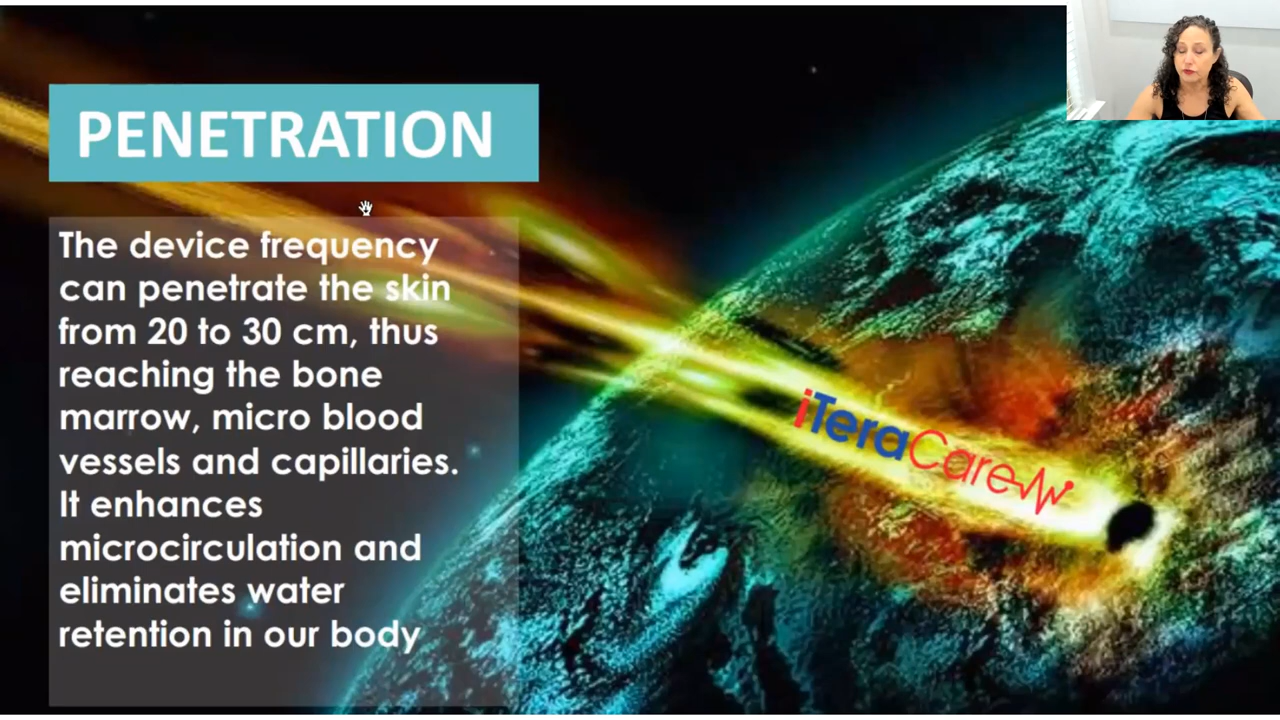 PENETRATION
The device frequency
can penetrate the skin
from 20 to 30 cm, thus
reaching the bone
marrow, micro blood
vessels and capillaries.
It enhances
microcirculation and
eliminates water
retention in our body
iTeraCare